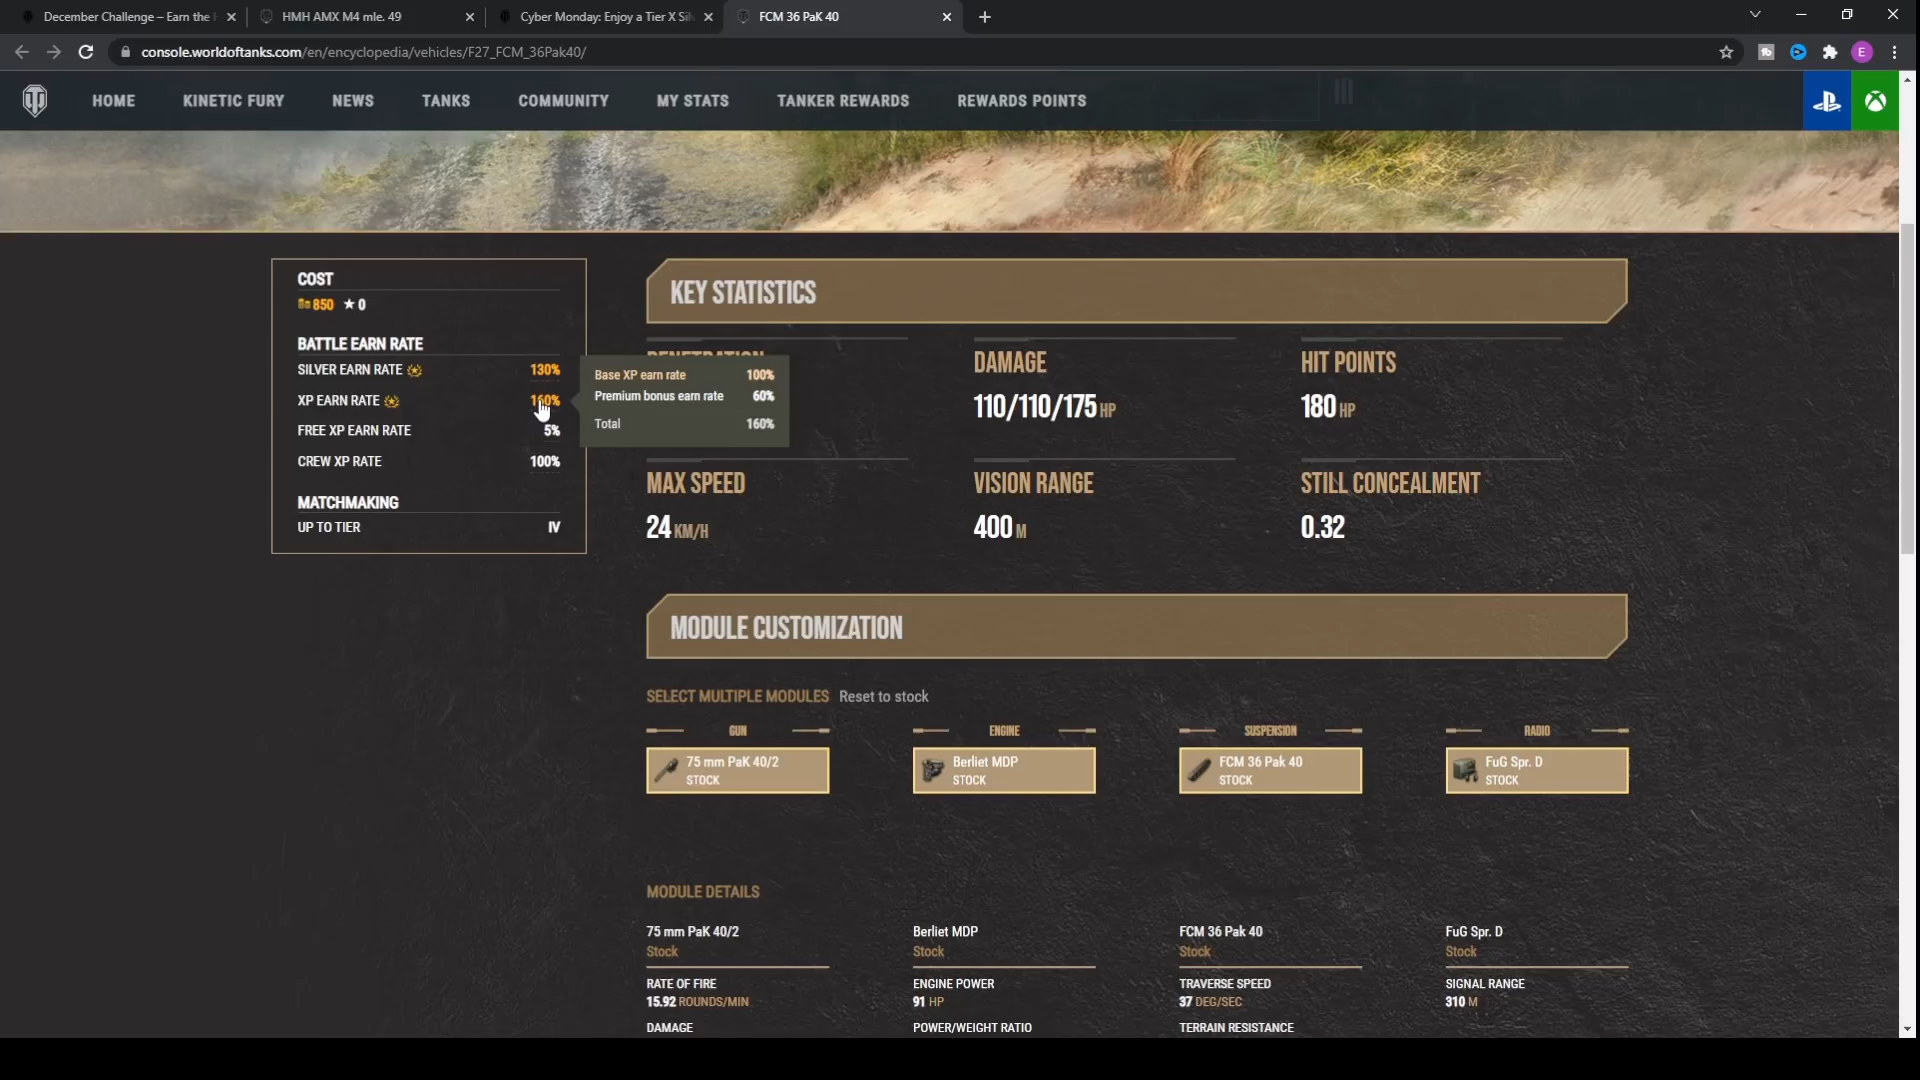 December Challenge – Earn the
HMH AMX M4 mle. 49
Cyber Monday: Enjoy a Tier X Sil
FCM 36 PaK 40
console.worldoftanks.com/en/encyclopedia/vehicles/F27_FCM_36Pak40/
E
HOME
KINETIC FURY
NEWS
TANKS
COMMUNITY
MY STATS
TANKER REWARDS
REWARDS POINTS
COST
850 ★ 0
BATTLE EARN RATE
SILVER EARN RATE 130%
XP EARN RATE 160%
FREE XP EARN RATE 5%
CREW XP RATE 100%
MATCHMAKING
UP TO TIER IV
Base XP earn rate 100%
Premium bonus earn rate 60%
Total 160%
KEY STATISTICS
PENETRATION
DAMAGE
110/110/175 HP
HIT POINTS
180 HP
MAX SPEED
24 KM/H
VISION RANGE
400 M
STILL CONCEALMENT
0.32
MODULE CUSTOMIZATION
SELECT MULTIPLE MODULES Reset to stock
GUN
75 mm PaK 40/2
STOCK
ENGINE
Berliet MDP
STOCK
SUSPENSION
FCM 36 Pak 40
STOCK
RADIO
FuG Spr. D
STOCK
MODULE DETAILS
75 mm PaK 40/2
Stock
RATE OF FIRE
15.92 ROUNDS/MIN
DAMAGE
Berliet MDP
Stock
ENGINE POWER
91 HP
POWER/WEIGHT RATIO
FCM 36 Pak 40
Stock
TRAVERSE SPEED
37 DEG/SEC
TERRAIN RESISTANCE
FuG Spr. D
Stock
SIGNAL RANGE
310 M